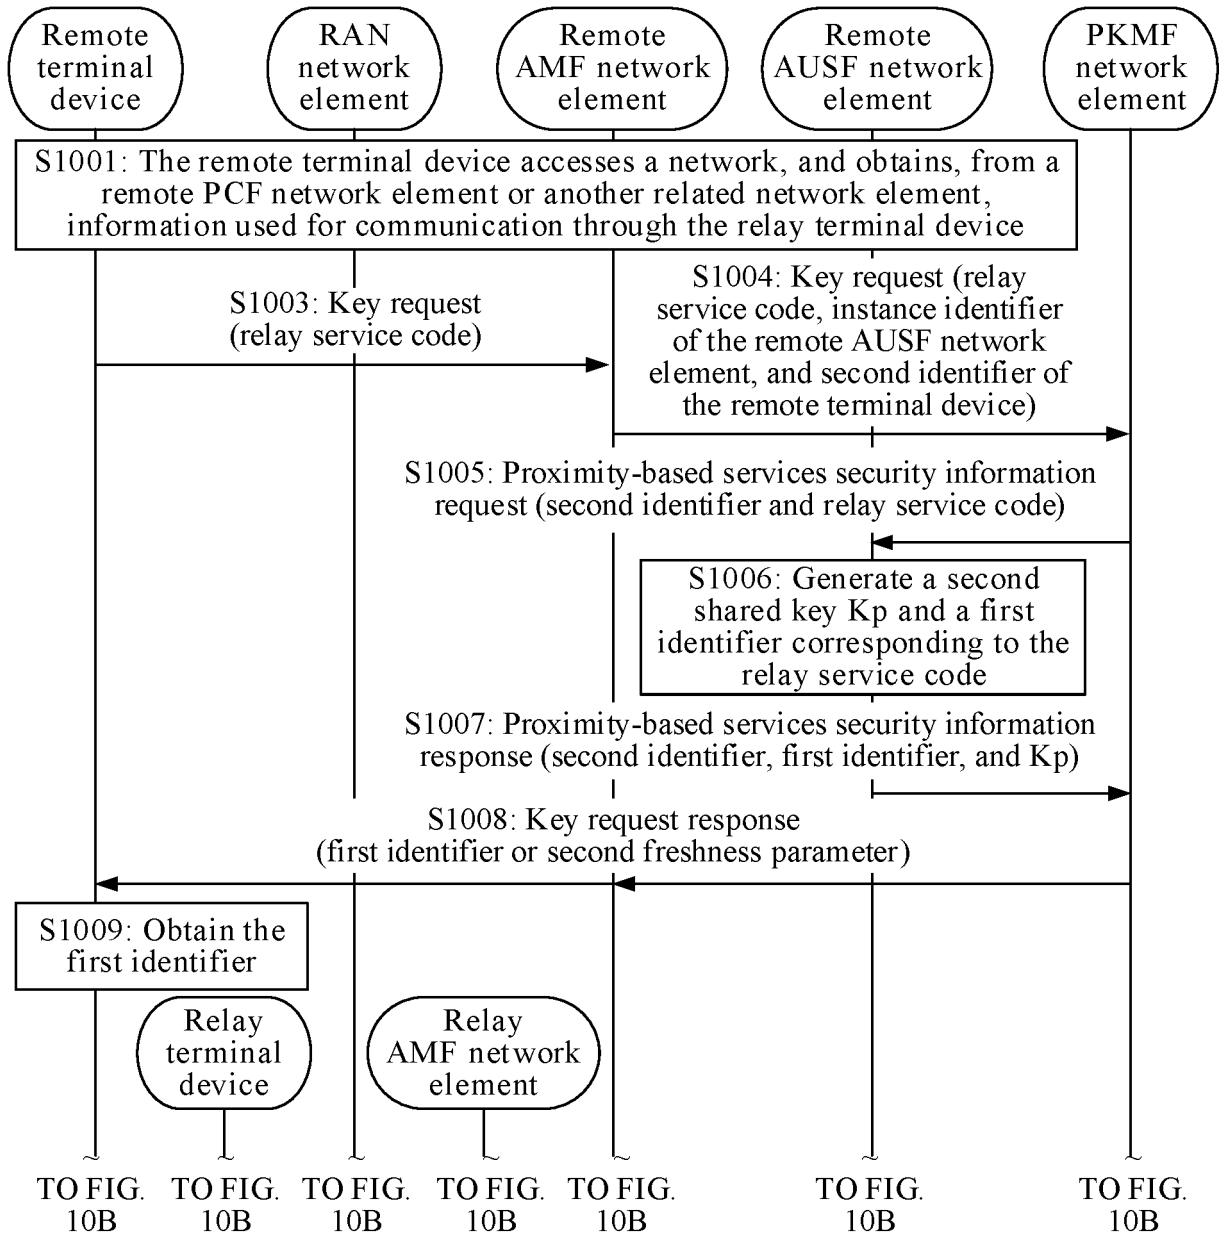 Remote
terminal
device
RAN
network
element
Remote
AMF network
element
Remote
AUSF network
element
PKMF
network
element
S1001: The remote terminal device accesses a network, and obtains, from a
remote PCF network element or another related network element,
information used for communication through the relay terminal device
S1003: Key request
(relay service code)
S1004: Key request (relay
service code, instance identifier
of the remote AUSF network
element, and second identifier of
the remote terminal device)
S1005: Proximity-based services security information
request (second identifier and relay service code)
S1006: Generate a second
shared key Kp and a first
identifier corresponding to the
relay service code
S1007: Proximity-based services security information
response (second identifier, first identifier, and Kp)
S1008: Key request response
(first identifier or second freshness parameter)
S1009: Obtain the
first identifier
Relay
terminal
device
Relay
AMF network
element
TO FIG.
10B
TO FIG.
10B
TO FIG.
10B
TO FIG.
10B
TO FIG.
10B
TO FIG.
10B
TO FIG.
10B